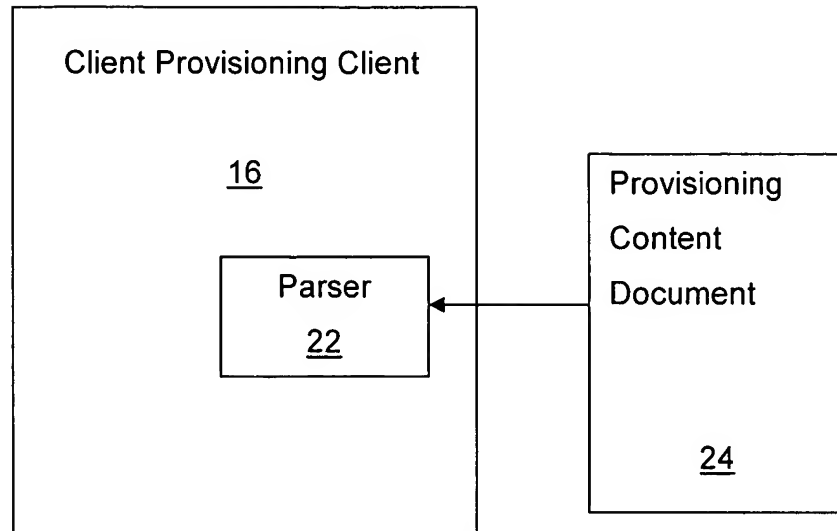 Client Provisioning Client
16
Parser
22
Provisioning
Content
Document
24